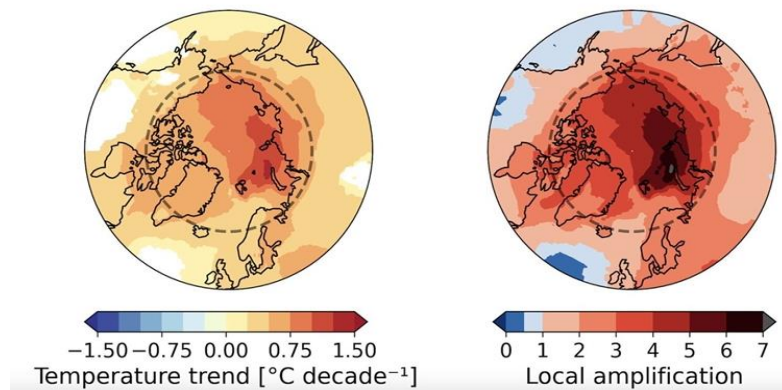 −1.50 −0.75 0.00 0.75 1.50
Temperature trend [°C decade⁻¹]
0 1 2 3 4 5 6 7
Local amplification